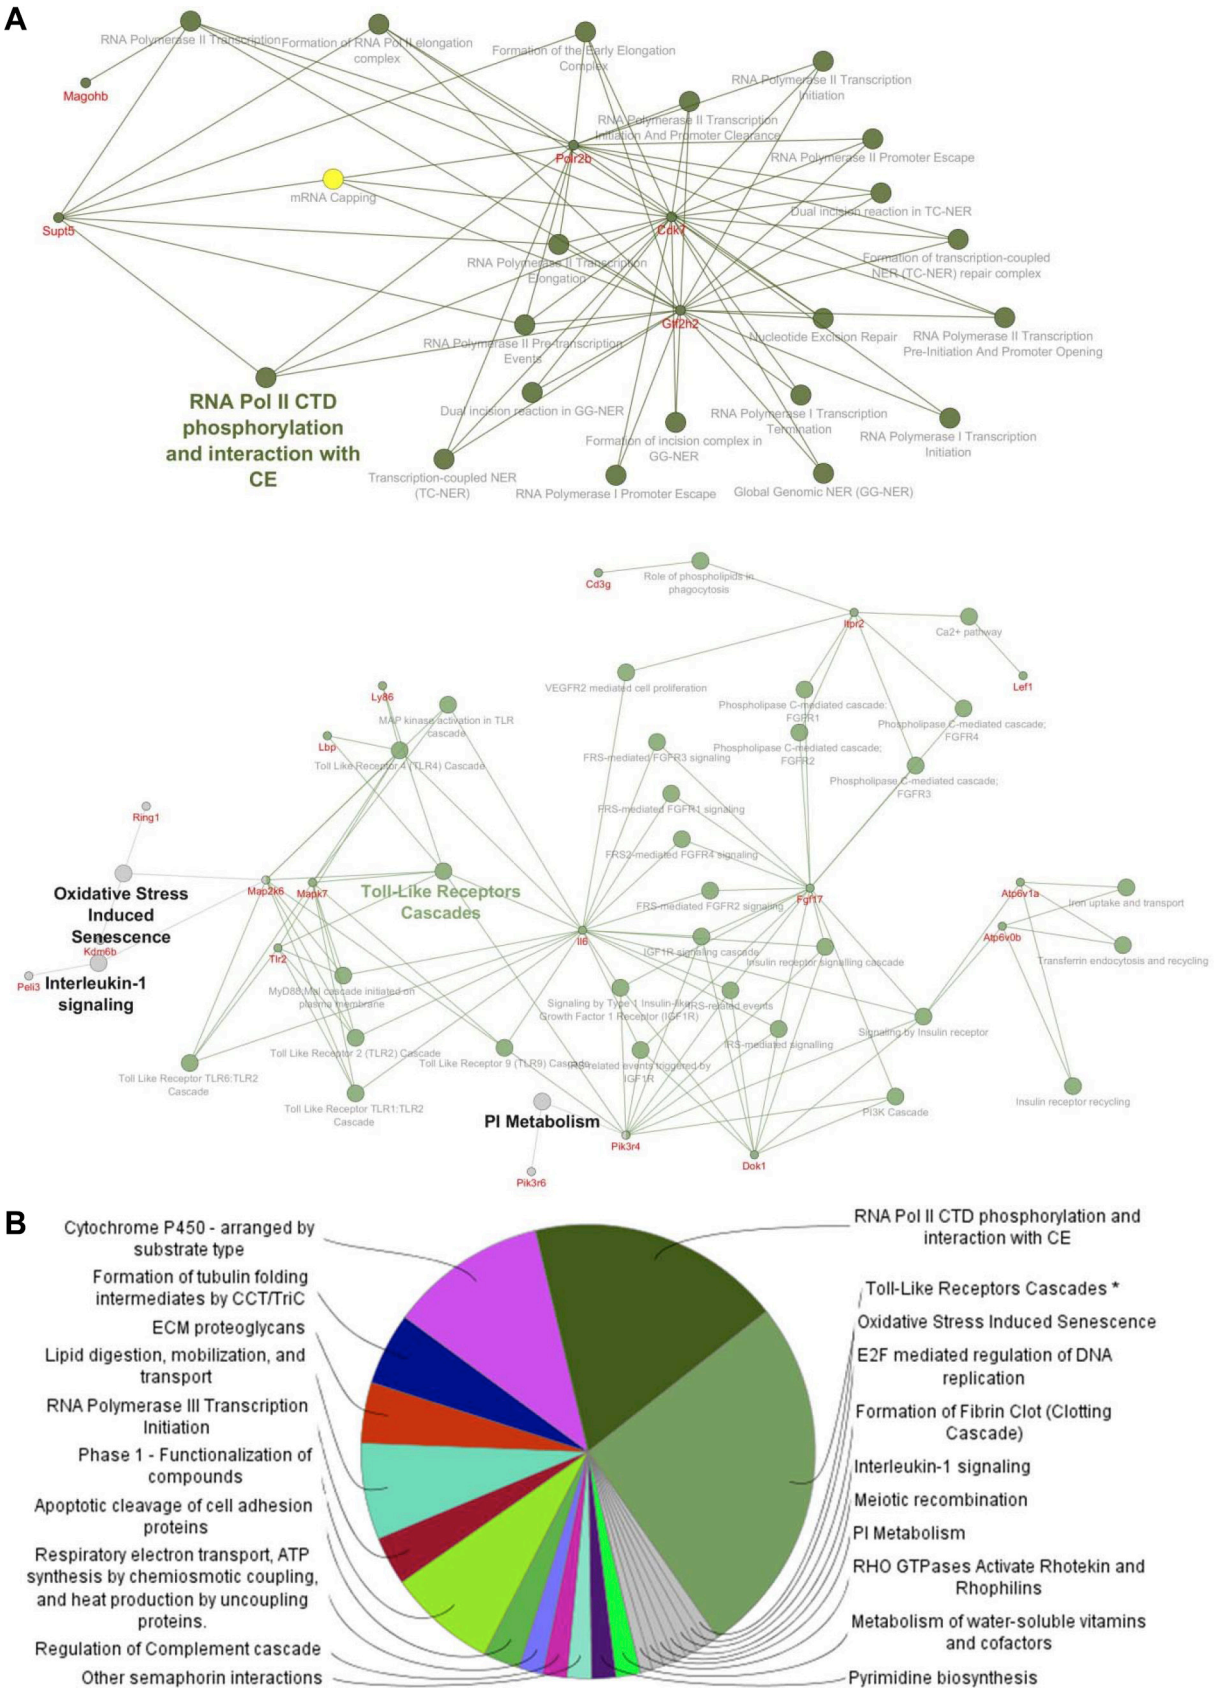 A
RNA Polymerase II Transcription
Formation of RNA Pol II elongation
complex
Formation of the Early Elongation
Complex
RNA Polymerase II Transcription
Initiation
Magohb
RNA Polymerase II Transcription
Initiation And Promoter Clearance
Polr2b
RNA Polymerase II Promoter Escape
mRNA Capping
Dual incision reaction in TC-NER
Supt5
Cdk7
RNA Polymerase II Transcription
Elongation
Formation of transcription-coupled
NER (TC-NER) repair complex
Gtf2h2
RNA Polymerase II Pre-transcription
Events
Nucleotide Excision Repair
RNA Polymerase II Transcription
Pre-Initiation And Promoter Opening
RNA Pol II CTD
phosphorylation
and interaction with
CE
Dual incision reaction in GG-NER
Formation of incision complex in
GG-NER
RNA Polymerase I Transcription
Termination
RNA Polymerase I Transcription
Initiation
Transcription-coupled NER
(TC-NER)
RNA Polymerase I Promoter Escape
Global Genomic NER (GG-NER)
Cd3g
Role of phospholipids in
phagocytosis
Itpr2
Ca2+ pathway
Lef1
VEGFR2 mediated cell proliferation
Ly86
MAP kinase activation in TLR
cascade
Phospholipase C-mediated cascade:
FGFR1
Phospholipase C-mediated cascade;
FGFR4
Lbp
Toll Like Receptor 4 (TLR4) Cascade
FRS-mediated FGFR3 signaling
Phospholipase C-mediated cascade;
FGFR2
Phospholipase C-mediated cascade;
FGFR3
Ring1
FRS-mediated FGFR1 signaling
FRS2-mediated FGFR4 signaling
Oxidative Stress
Induced
Senescence
Map2k6
Mapk7
Toll-Like Receptors
Cascades
FRS-mediated FGFR2 signaling
Fgf17
Atp6v1a
Iron uptake and transport
Kdm6b
Tlr2
Il6
IGF1R signaling cascade
Insulin receptor signalling cascade
Atp6v0b
Transferrin endocytosis and recycling
Peli3
Interleukin-1
signaling
MyD88:Mal cascade initiated on
plasma membrane
Signaling by Type 1 Insulin-like
Growth Factor 1 Receptor (IGF1R)
IRS-related events
Signaling by Insulin receptor
IRS-mediated signalling
Toll Like Receptor 2 (TLR2) Cascade
Toll Like Receptor 9 (TLR9) Cascade
IRS-related events triggered by
IGF1R
Toll Like Receptor TLR6:TLR2
Cascade
Toll Like Receptor TLR1:TLR2
Cascade
PI3K Cascade
Insulin receptor recycling
PI Metabolism
Pik3r4
Dok1
Pik3r6
B
Cytochrome P450 - arranged by
substrate type
Formation of tubulin folding
intermediates by CCT/TriC
ECM proteoglycans
Lipid digestion, mobilization, and
transport
RNA Polymerase III Transcription
Initiation
Phase 1 - Functionalization of
compounds
Apoptotic cleavage of cell adhesion
proteins
Respiratory electron transport, ATP
synthesis by chemiosmotic coupling,
and heat production by uncoupling
proteins.
Regulation of Complement cascade
Other semaphorin interactions
RNA Pol II CTD phosphorylation and
interaction with CE
Toll-Like Receptors Cascades *
Oxidative Stress Induced Senescence
E2F mediated regulation of DNA
replication
Formation of Fibrin Clot (Clotting
Cascade)
Interleukin-1 signaling
Meiotic recombination
PI Metabolism
RHO GTPases Activate Rhotekin and
Rhophilins
Metabolism of water-soluble vitamins
and cofactors
Pyrimidine biosynthesis